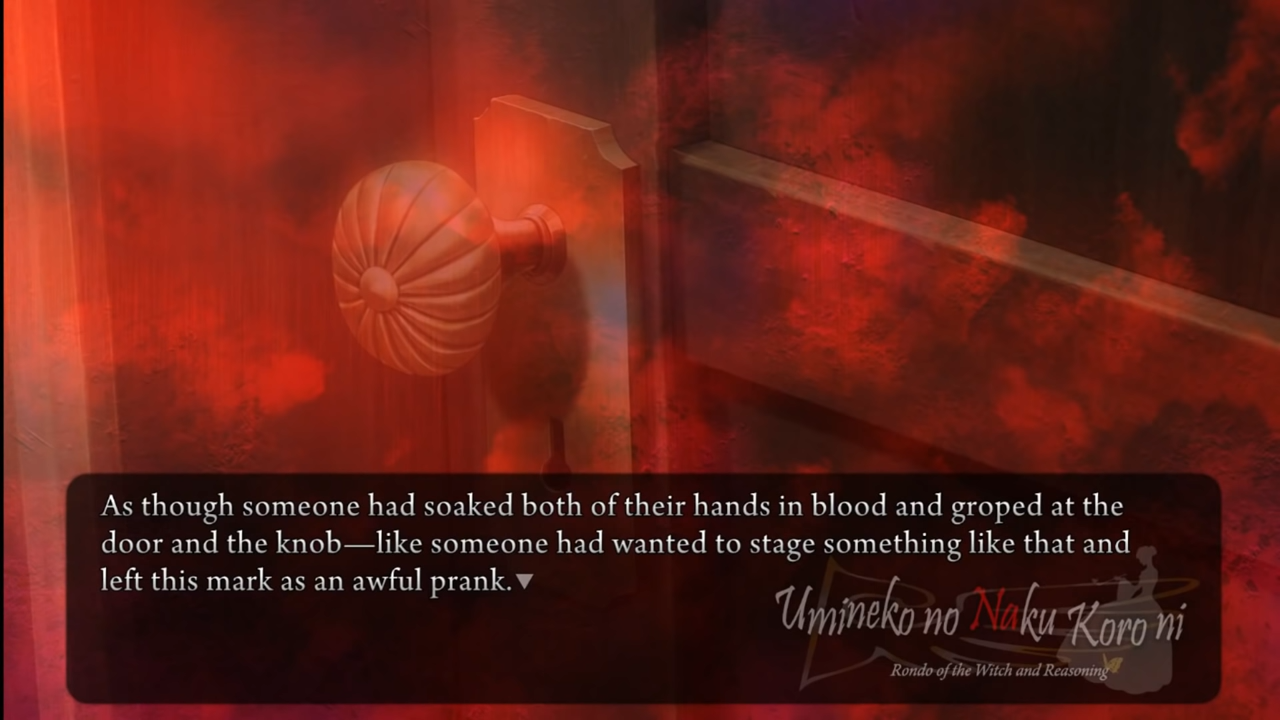 As though someone had soaked both of their hands in blood and groped at the
door and the knob—like someone had wanted to stage something like that and
left this mark as an awful prank.▼
Umineko no Naku Koro ni
Rondo of the Witch and Reasoning